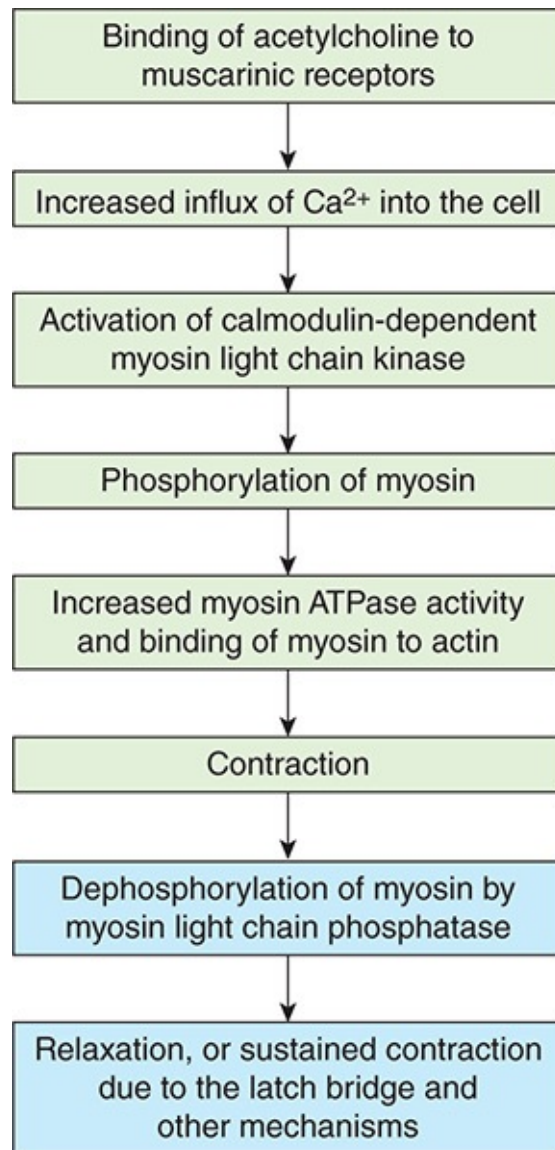 Binding of acetylcholine to
muscarinic receptors
Increased influx of Ca²⁺ into the cell
Activation of calmodulin-dependent
myosin light chain kinase
Phosphorylation of myosin
Increased myosin ATPase activity
and binding of myosin to actin
Contraction
Dephosphorylation of myosin by
myosin light chain phosphatase
Relaxation, or sustained contraction
due to the latch bridge and
other mechanisms